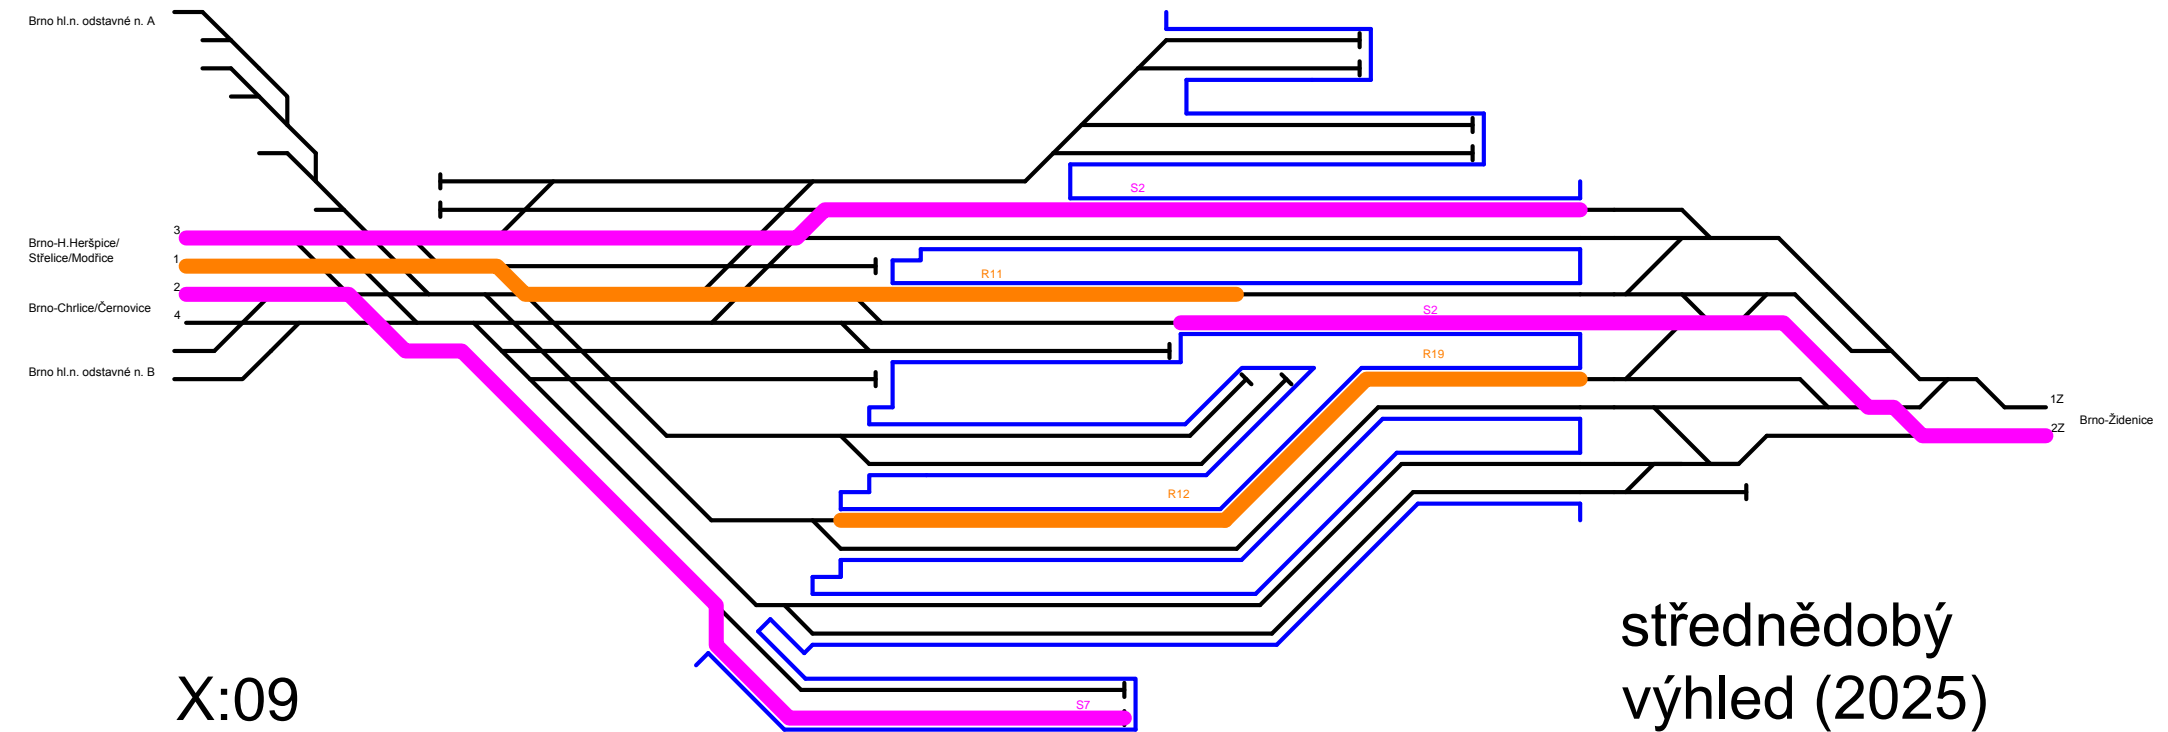 Brno hl.n. odstavné n. A
S2
3
Brno-H.Heršpice/
Střelice/Modřice
1
R11
2
Brno-Chrlice/Černovice
4
S2
R19
Brno hl.n. odstavné n. B
1Z
Brno-Židenice
2Z
R12
střednědobý
výhled (2025)
X:09
S7